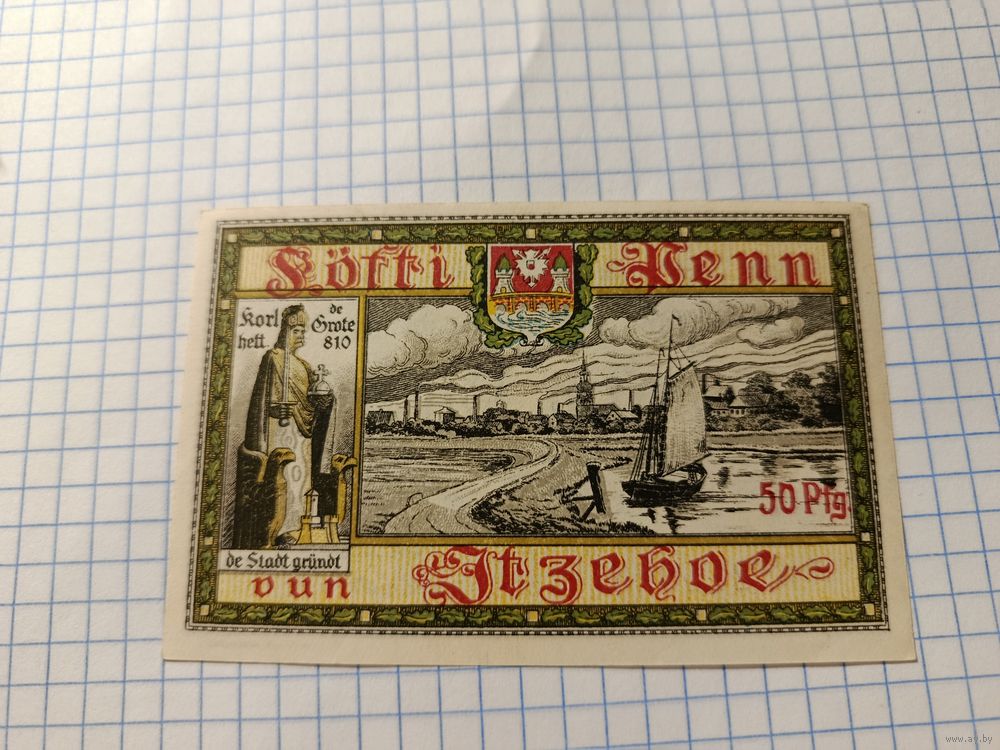 Föfti Penn
Korl de
hett Grote
810
50 Pfg.
de Stadt gründt
vun Itzehoe
www.ay.by